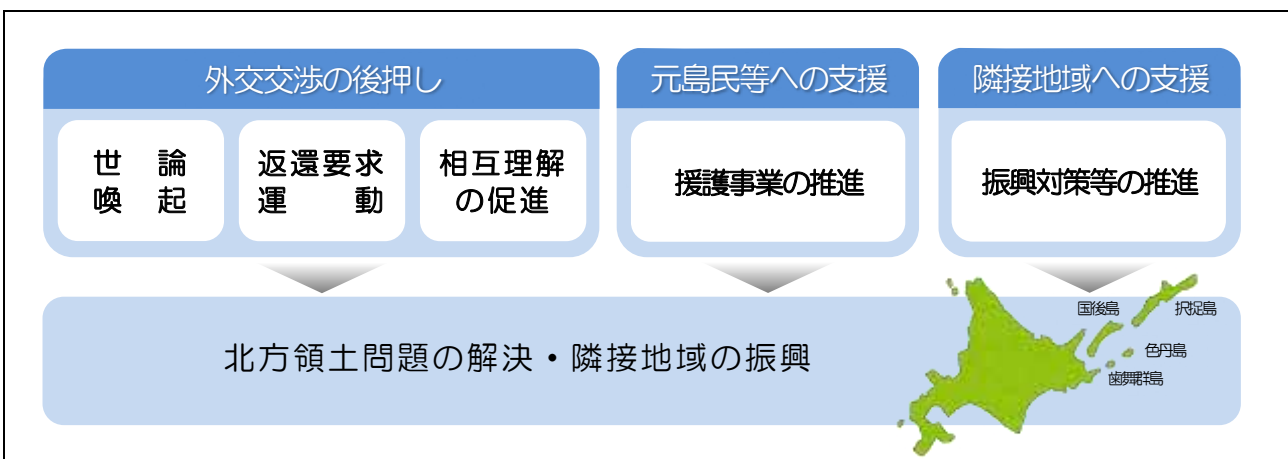 外交交渉の後押し
元島民等への支援
隣接地域への支援
世論
喚起
返還要求
運動
相互理解
の促進
援護事業の推進
振興対策等の推進
北方領土問題の解決・隣接地域の振興
国後島
択捉島
色丹島
歯舞群島